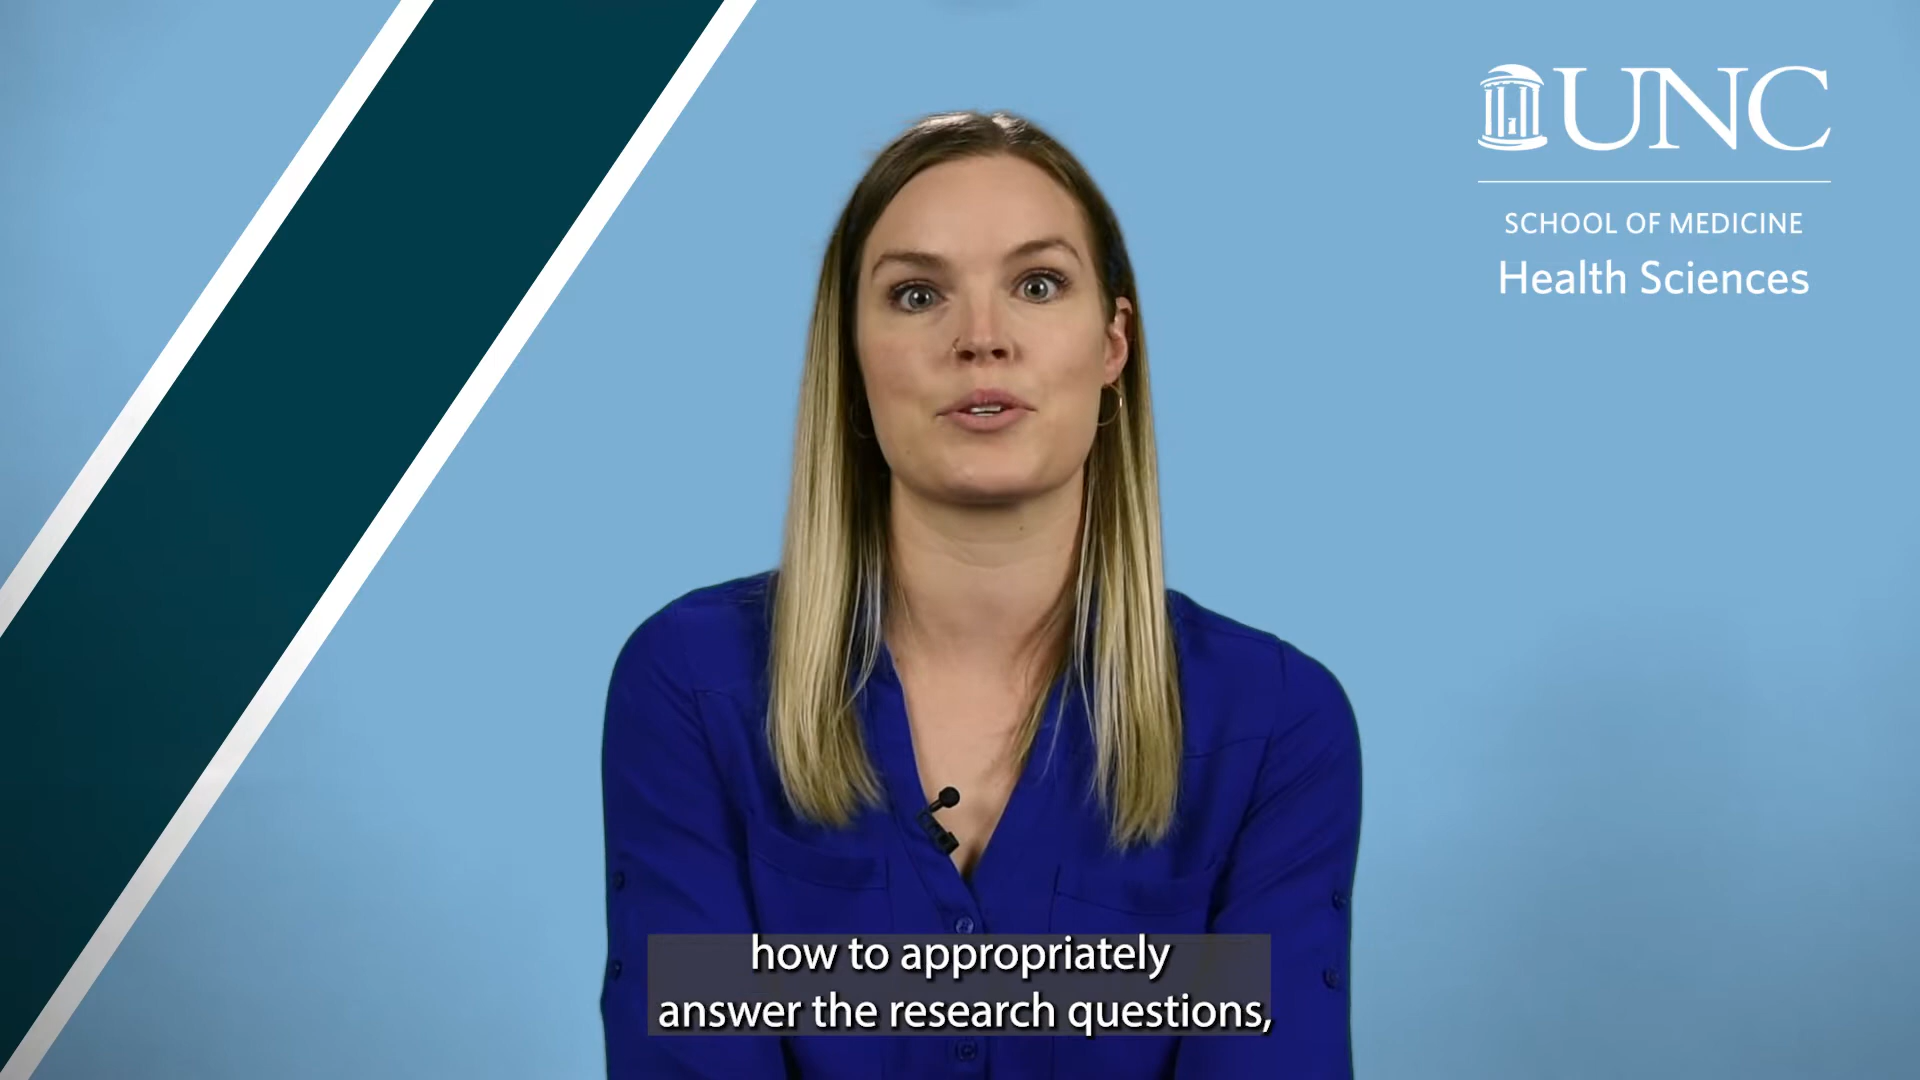 UNC
SCHOOL OF MEDICINE
Health Sciences
how to appropriately
answer the research questions,